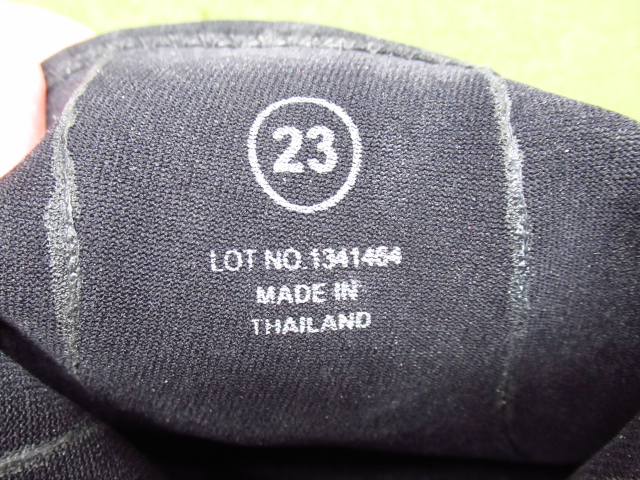 23
LOT NO.1341464
MADE IN
THAILAND